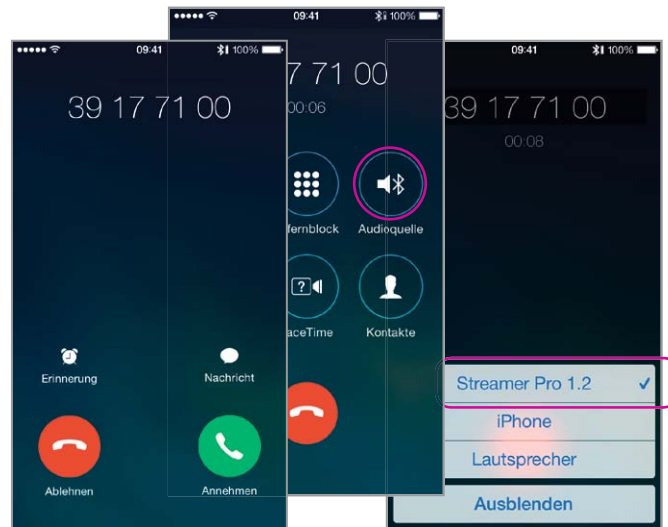 09:41 100%
39 17 71 00
Erinnerung
Nachricht
Ablehnen
Annehmen
09:41 100%
7 71 00
00:06
fernblock
Audioquelle
?
aceTime
Kontakte
09:41 100%
39 17 71 00
00:08
Streamer Pro 1.2
iPhone
Lautsprecher
Ausblenden